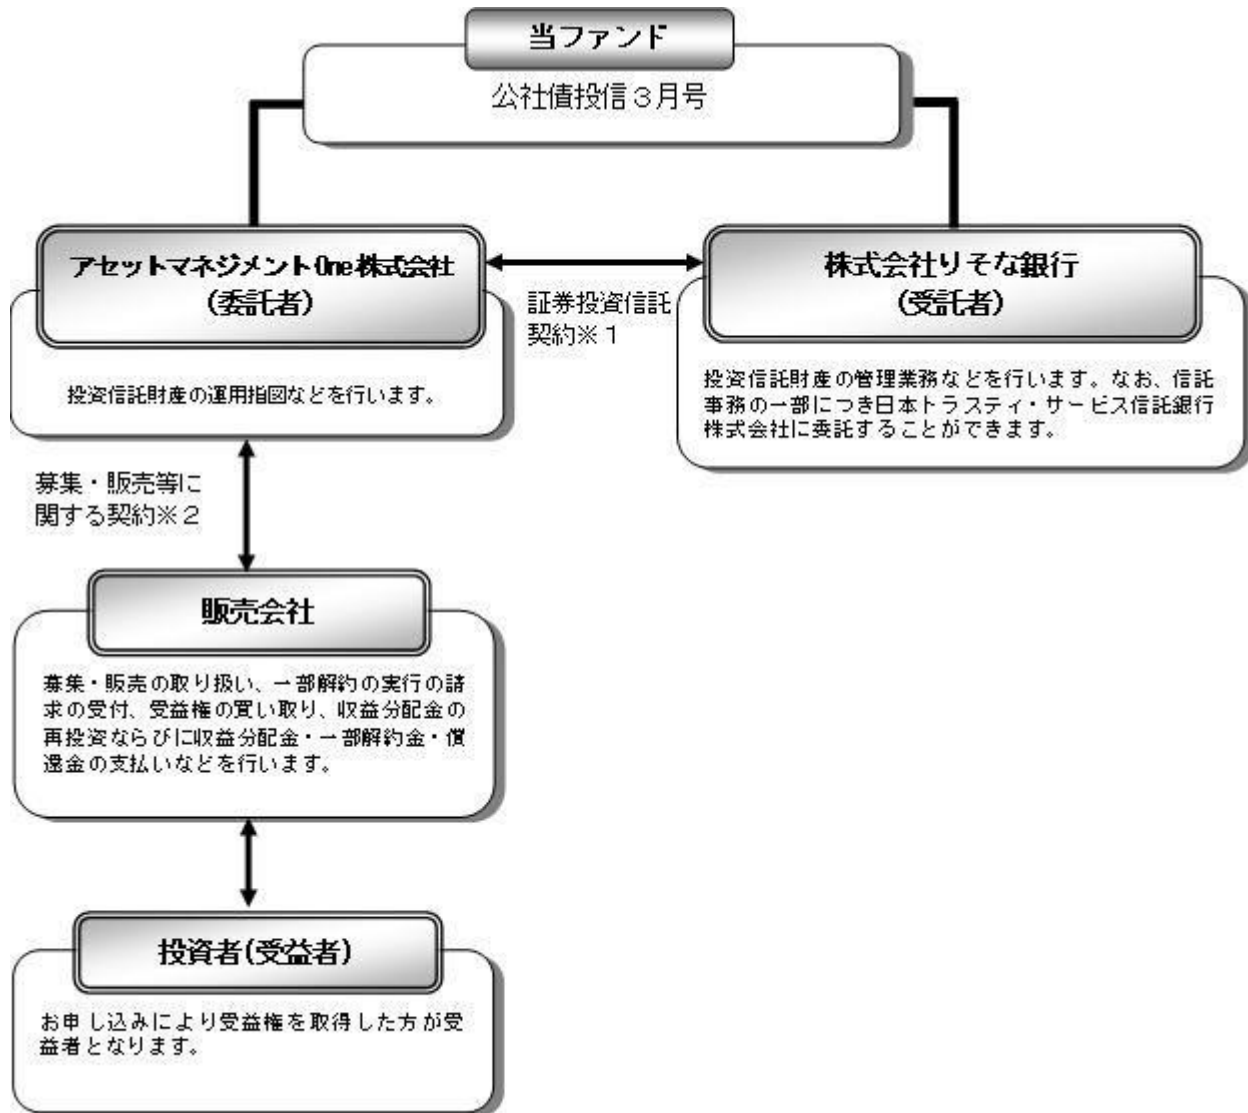 当ファンド
公社債投信３月号
アセットマネジメントOne株式会社
(委託者)
投資信託財産の運用指図などを行います。
証券投資信託
契約※１
株式会社りそな銀行
(受託者)
投資信託財産の管理業務などを行います。なお、信託
事務の一部につき日本トラスティ・サービス信託銀行
株式会社に委託することができます。
募集・販売等に
関する契約※２
販売会社
募集・販売の取り扱い、一部解約の実行の請
求の受付、受益権の買い取り、収益分配金の
再投資ならびに収益分配金・一部解約金・償
還金の支払いなどを行います。
投資者(受益者)
お申し込みにより受益権を取得した方が受
益者となります。